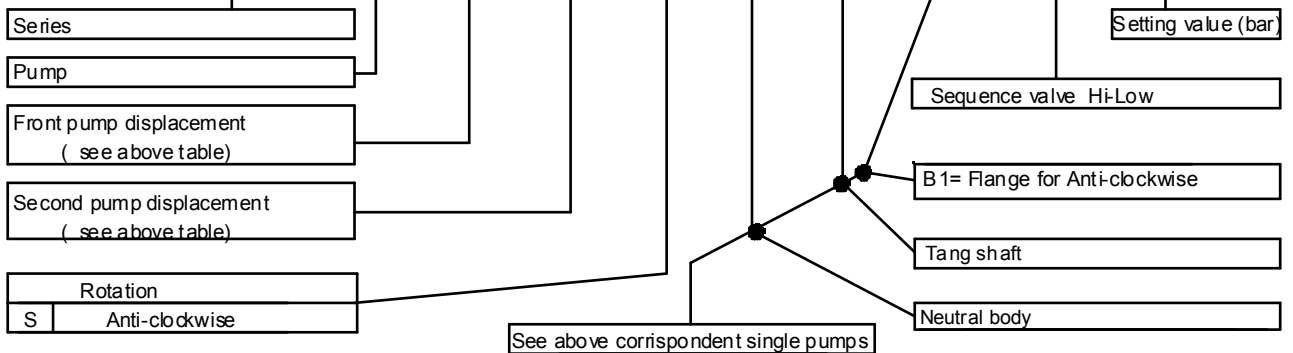 Series
Pump
Front pump displacement
( see above table)
Second pump displacement
( see above table)
Rotation
S Anti-clockwise
See above corrispondent single pumps
Setting value (bar)
Sequence valve Hi-Low
B1= Flange for Anti-clockwise
Tang shaft
Neutral body